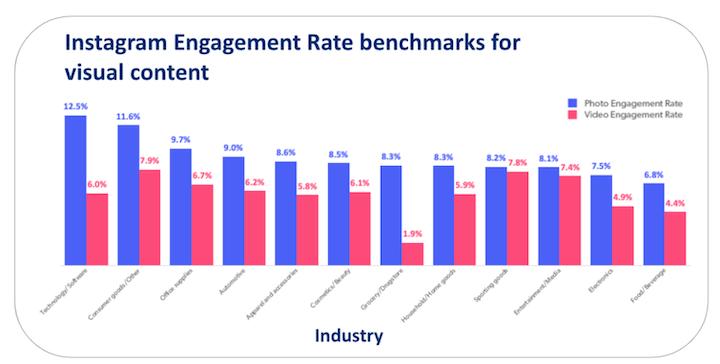 Instagram Engagement Rate benchmarks for
visual content
Photo Engagement Rate
Video Engagement Rate
12.5%
6.0%
11.6%
7.9%
9.7%
6.7%
9.0%
6.2%
8.6%
5.8%
8.5%
6.1%
8.3%
1.9%
8.3%
5.9%
8.2%
7.8%
8.1%
7.4%
7.5%
4.9%
6.8%
4.4%
Technology/Software
Consumer goods/Other
Office supplies
Automotive
Apparel and accessories
Cosmetics/Beauty
Grocery/Drugstore
Household/Home goods
Sporting goods
Entertainment/Media
Electronics
Food/Beverage
Industry